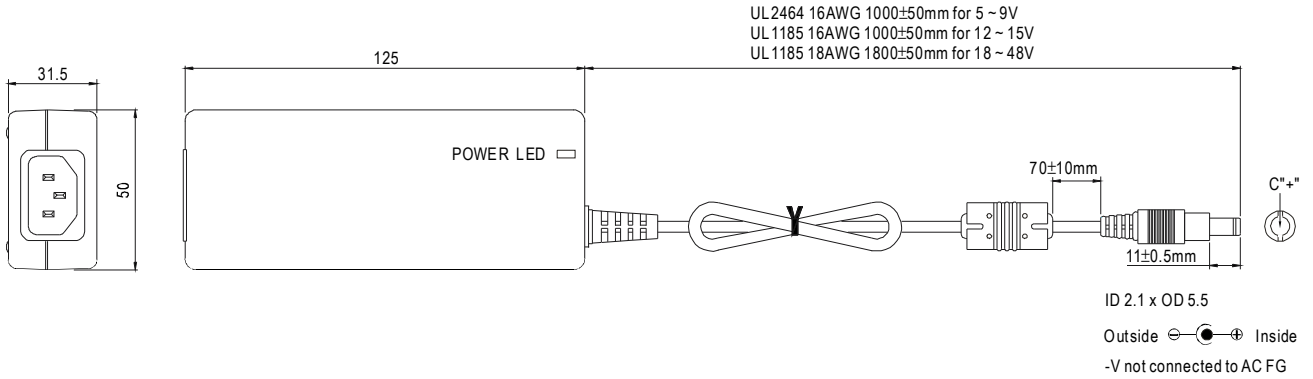 UL2464 16AWG 1000±50mm for 5 ~ 9V
UL1185 16AWG 1000±50mm for 12 ~ 15V
UL1185 18AWG 1800±50mm for 18 ~ 48V
31.5
125
50
POWER LED
70±10mm
C"+"
11±0.5mm
ID 2.1 x OD 5.5
Outside ⊖ ⊕ Inside
-V not connected to AC FG